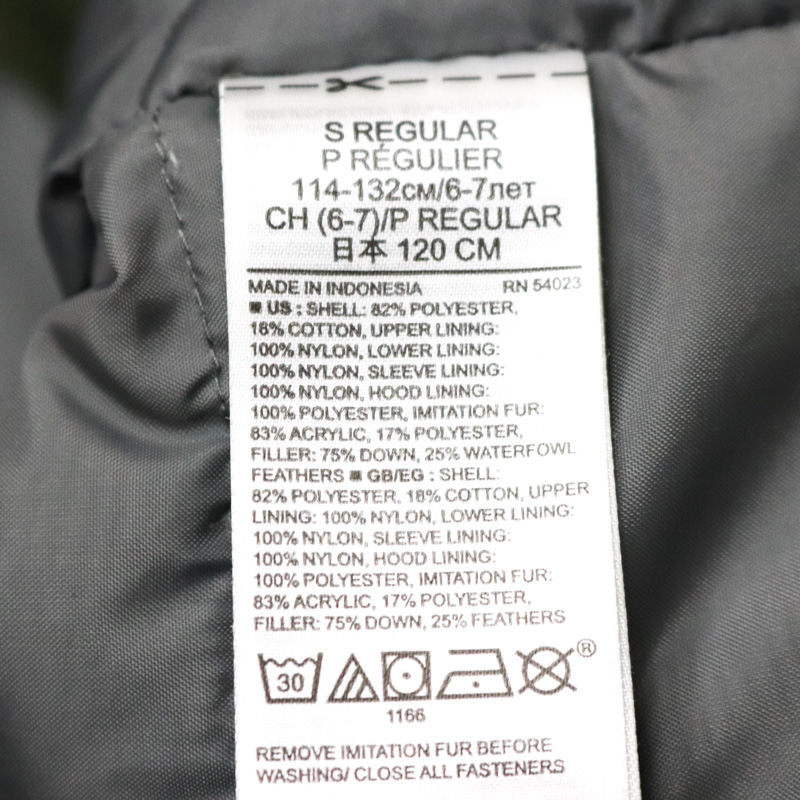 S REGULAR
P RÉGULIER
114-132см/6-7лет
CH (6-7)/P REGULAR
日本 120 CM
MADE IN INDONESIA RN 54023
■ US : SHELL: 82% POLYESTER,
18% COTTON, UPPER LINING:
100% NYLON, LOWER LINING:
100% NYLON, SLEEVE LINING:
100% NYLON, HOOD LINING:
100% POLYESTER, IMITATION FUR:
83% ACRYLIC, 17% POLYESTER,
FILLER: 75% DOWN, 25% WATERFOWL
FEATHERS ■ GB/EG : SHELL:
82% POLYESTER, 18% COTTON, UPPER
LINING: 100% NYLON, LOWER LINING:
100% NYLON, SLEEVE LINING:
100% NYLON, HOOD LINING:
100% POLYESTER, IMITATION FUR:
83% ACRYLIC, 17% POLYESTER,
FILLER: 75% DOWN, 25% FEATHERS
30 ®
1166
REMOVE IMITATION FUR BEFORE
WASHING/ CLOSE ALL FASTENERS